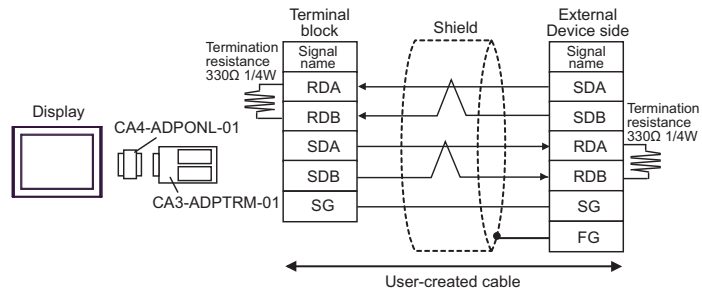 Terminal
block
Shield
External
Device side
Termination
resistance
330Ω 1/4W
Signal
name
Signal
name
RDA
SDA
RDB
SDB
SDA
RDA
SDB
RDB
SG
SG
FG
Termination
resistance
330Ω 1/4W
Display
CA4-ADPONL-01
CA3-ADPTRM-01
User-created cable